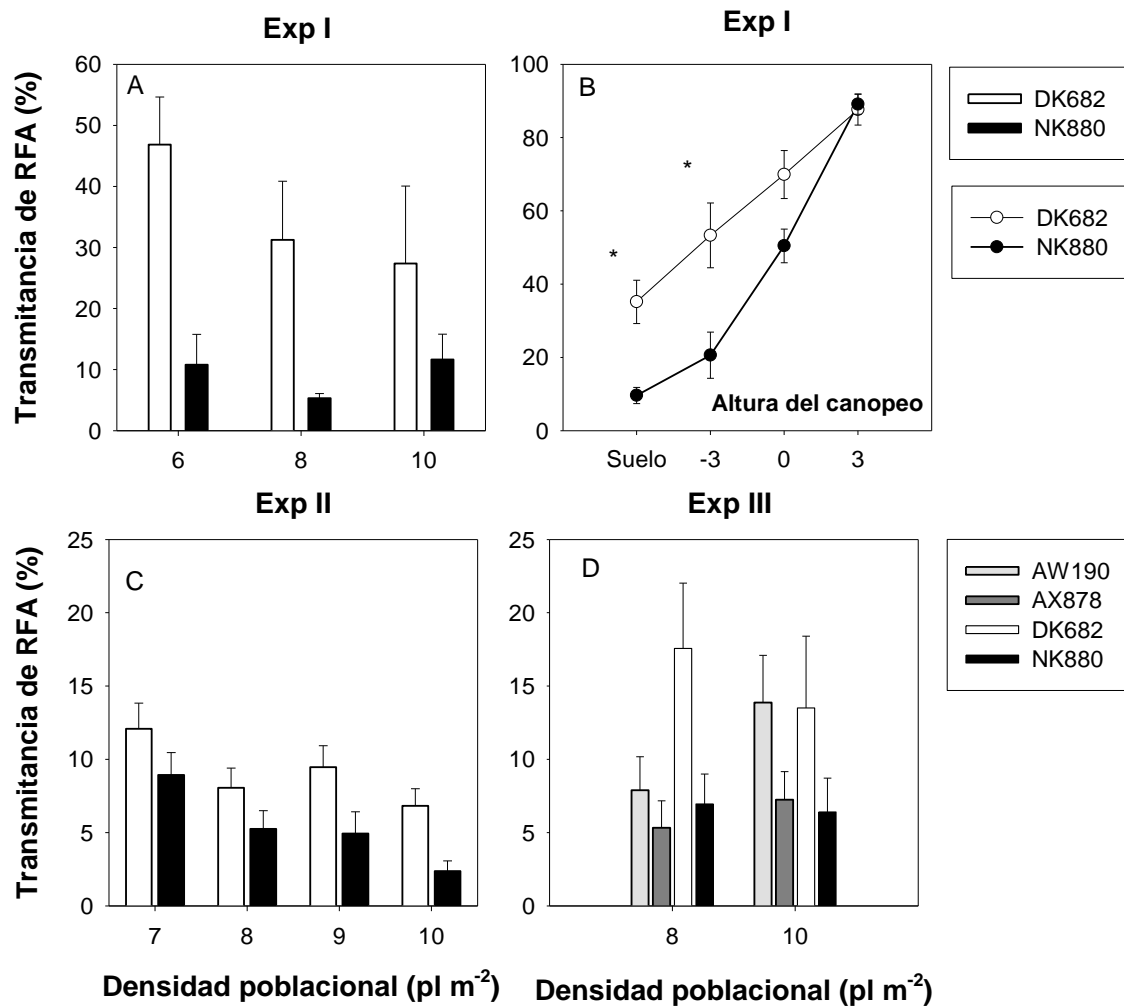 Exp I
Exp I
Transmitancia de RFA (%)
60
50
40
30
20
10
0
A
6
8
10
100
80
60
40
20
0
B
*
*
Altura del canopeo
Suelo
-3
0
3
DK682
NK880
DK682
NK880
Exp II
Exp III
Transmitancia de RFA (%)
25
20
15
10
5
0
C
7
8
9
10
Densidad poblacional (pl m⁻²)
25
20
15
10
5
0
D
8
10
Densidad poblacional (pl m⁻²)
AW190
AX878
DK682
NK880